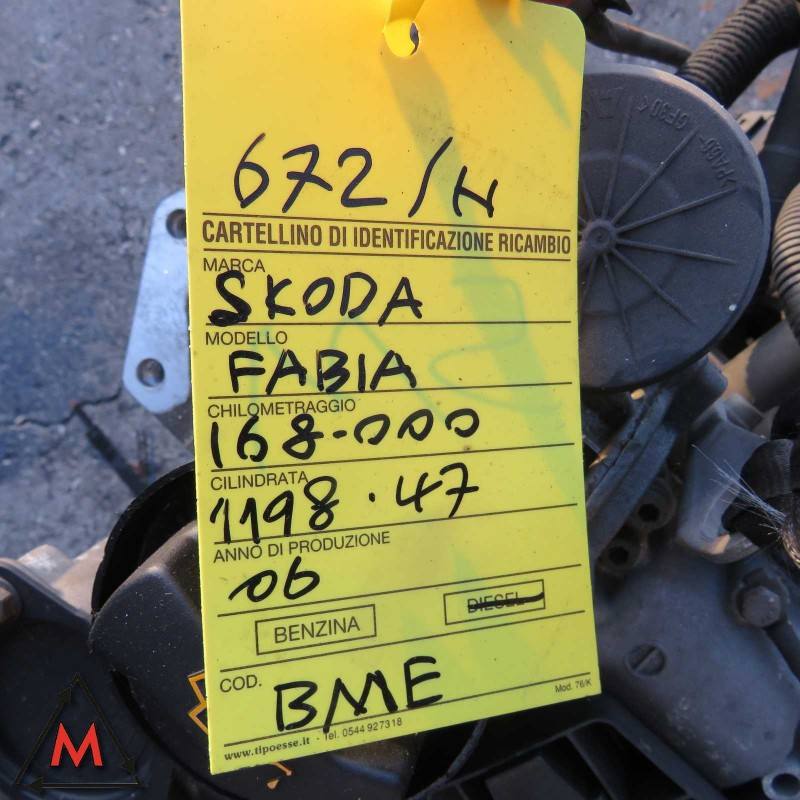 672/H
CARTELLINO DI IDENTIFICAZIONE RICAMBIO
MARCA
SKODA
MODELLO
FABIA
CHILOMETRAGGIO
168-000
CILINDRATA
1198.47
ANNO DI PRODUZIONE
06
BENZINA DIESEL
COD.
BME
Mod. 76/K
www.tipoesse.it - Tel. 0544 927318
M